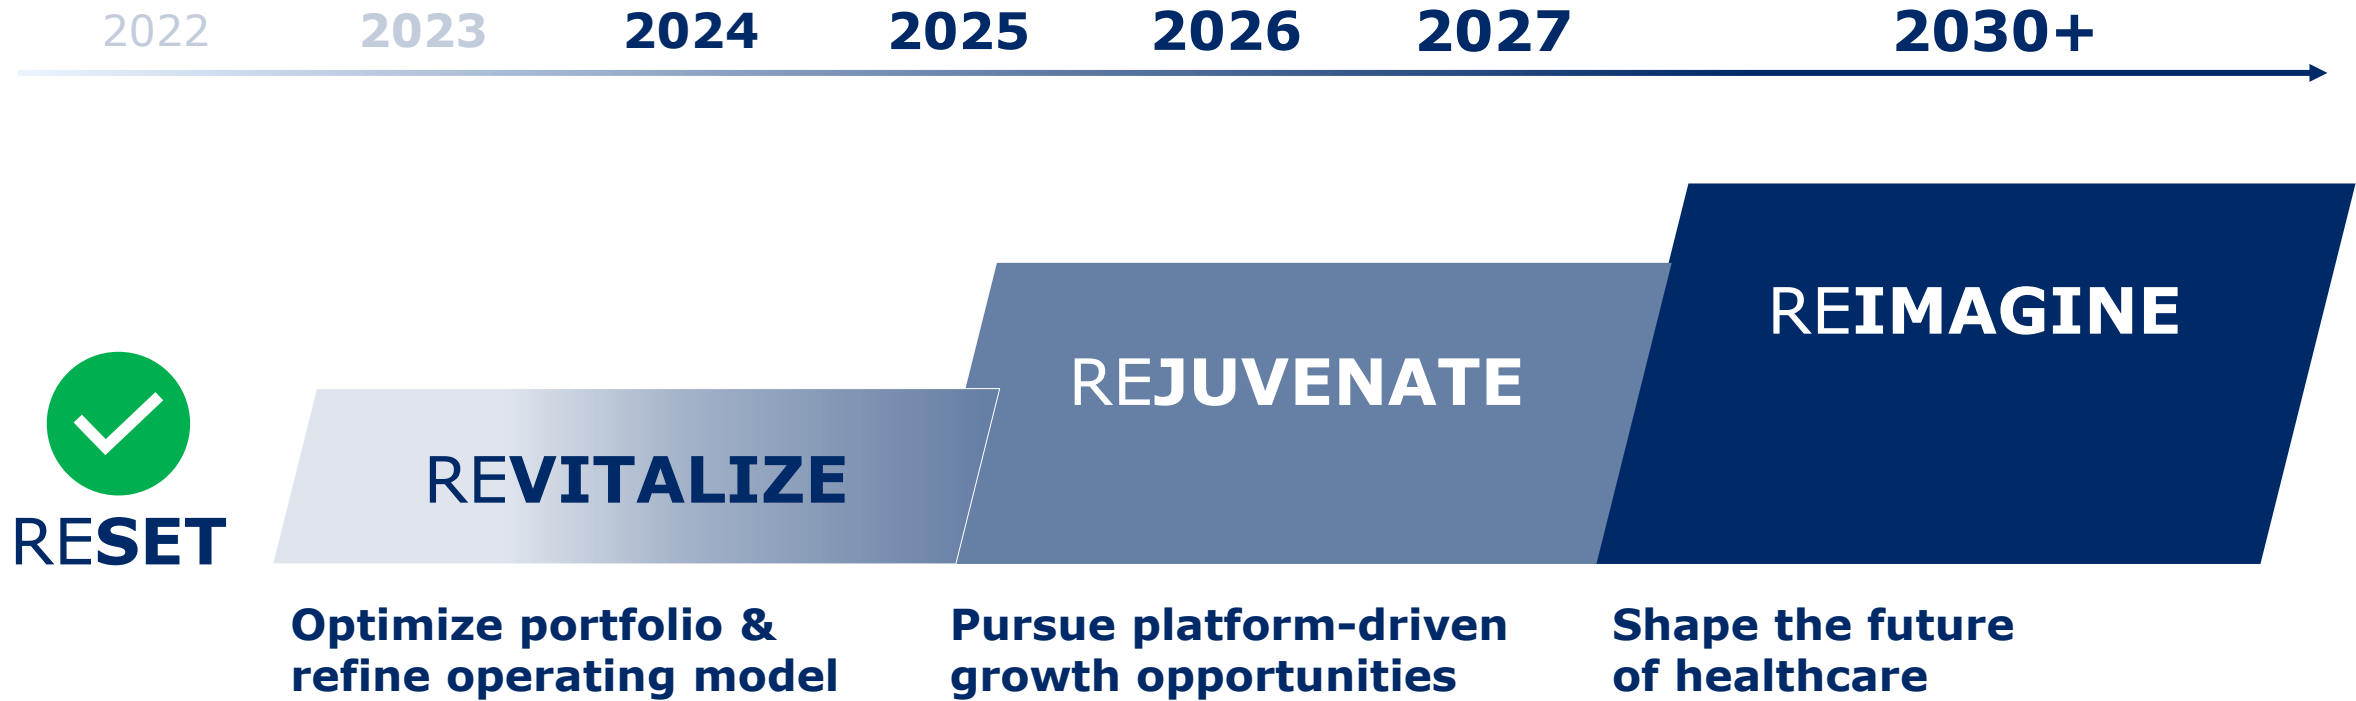 2022 2023 2024 2025 2026 2027 2030+
REIMAGINE
REJUVENATE
REVITALIZE
RESET
Optimize portfolio &
refine operating model
Pursue platform-driven
growth opportunities
Shape the future
of healthcare